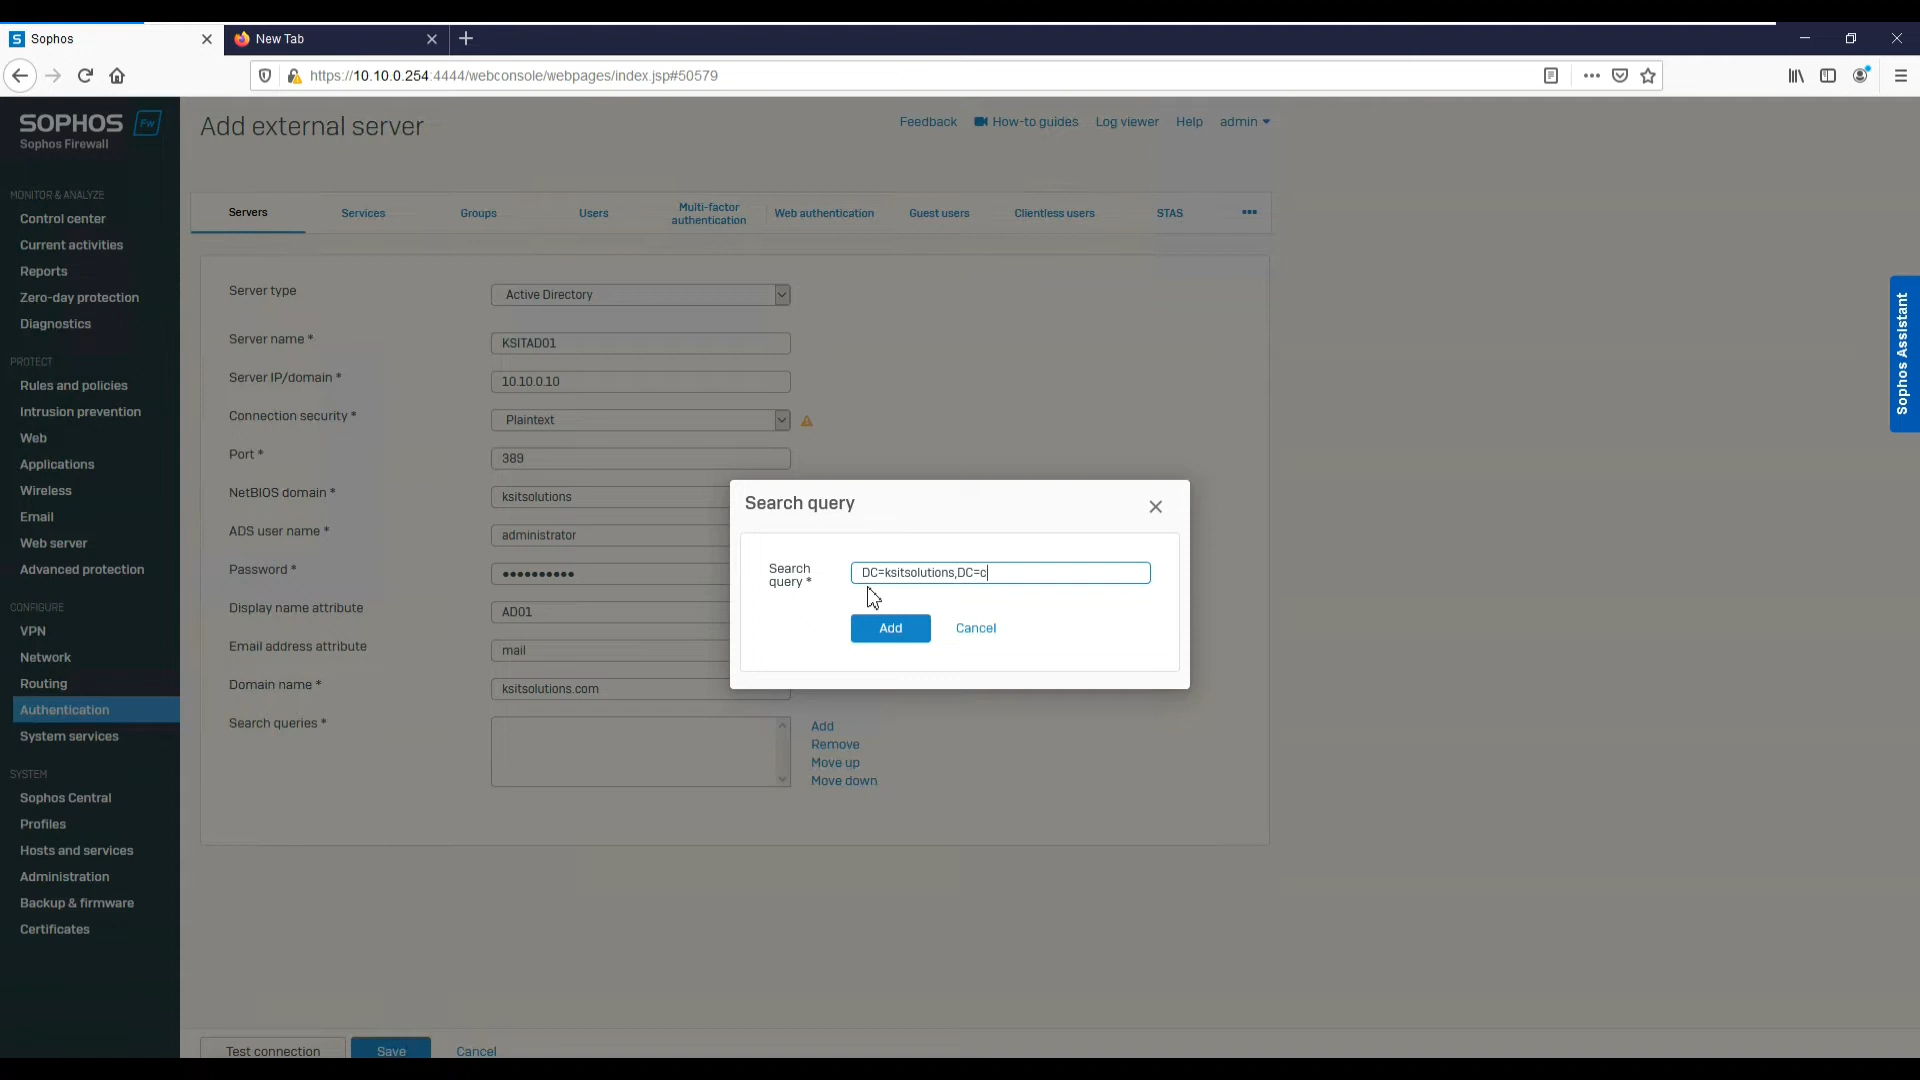 Sophos
New Tab
https://10.10.0.254:4444/webconsole/webpages/index.jsp#50579
SOPHOS Fw
Sophos Firewall
Add external server
Feedback How-to guides Log viewer Help admin
MONITOR & ANALYZE
Control center
Current activities
Reports
Zero-day protection
Diagnostics
PROTECT
Rules and policies
Intrusion prevention
Web
Applications
Wireless
Email
Web server
Advanced protection
CONFIGURE
VPN
Network
Routing
Authentication
System services
SYSTEM
Sophos Central
Profiles
Hosts and services
Administration
Backup & firmware
Certificates
Servers
Services
Groups
Users
Multi-factor
authentication
Web authentication
Guest users
Clientless users
STAS
•••
Server type Active Directory
Server name * KSITAD01
Server IP/domain * 10.10.0.10
Connection security * Plaintext
Port * 389
NetBIOS domain * ksitsolutions
ADS user name * administrator
Password * ••••••••••
Display name attribute AD01
Email address attribute mail
Domain name * ksitsolutions.com
Search queries *
Add
Remove
Move up
Move down
Search query
Search
query *
DC=ksitsolutions,DC=c
Add Cancel
Test connection Save Cancel
Sophos Assistant